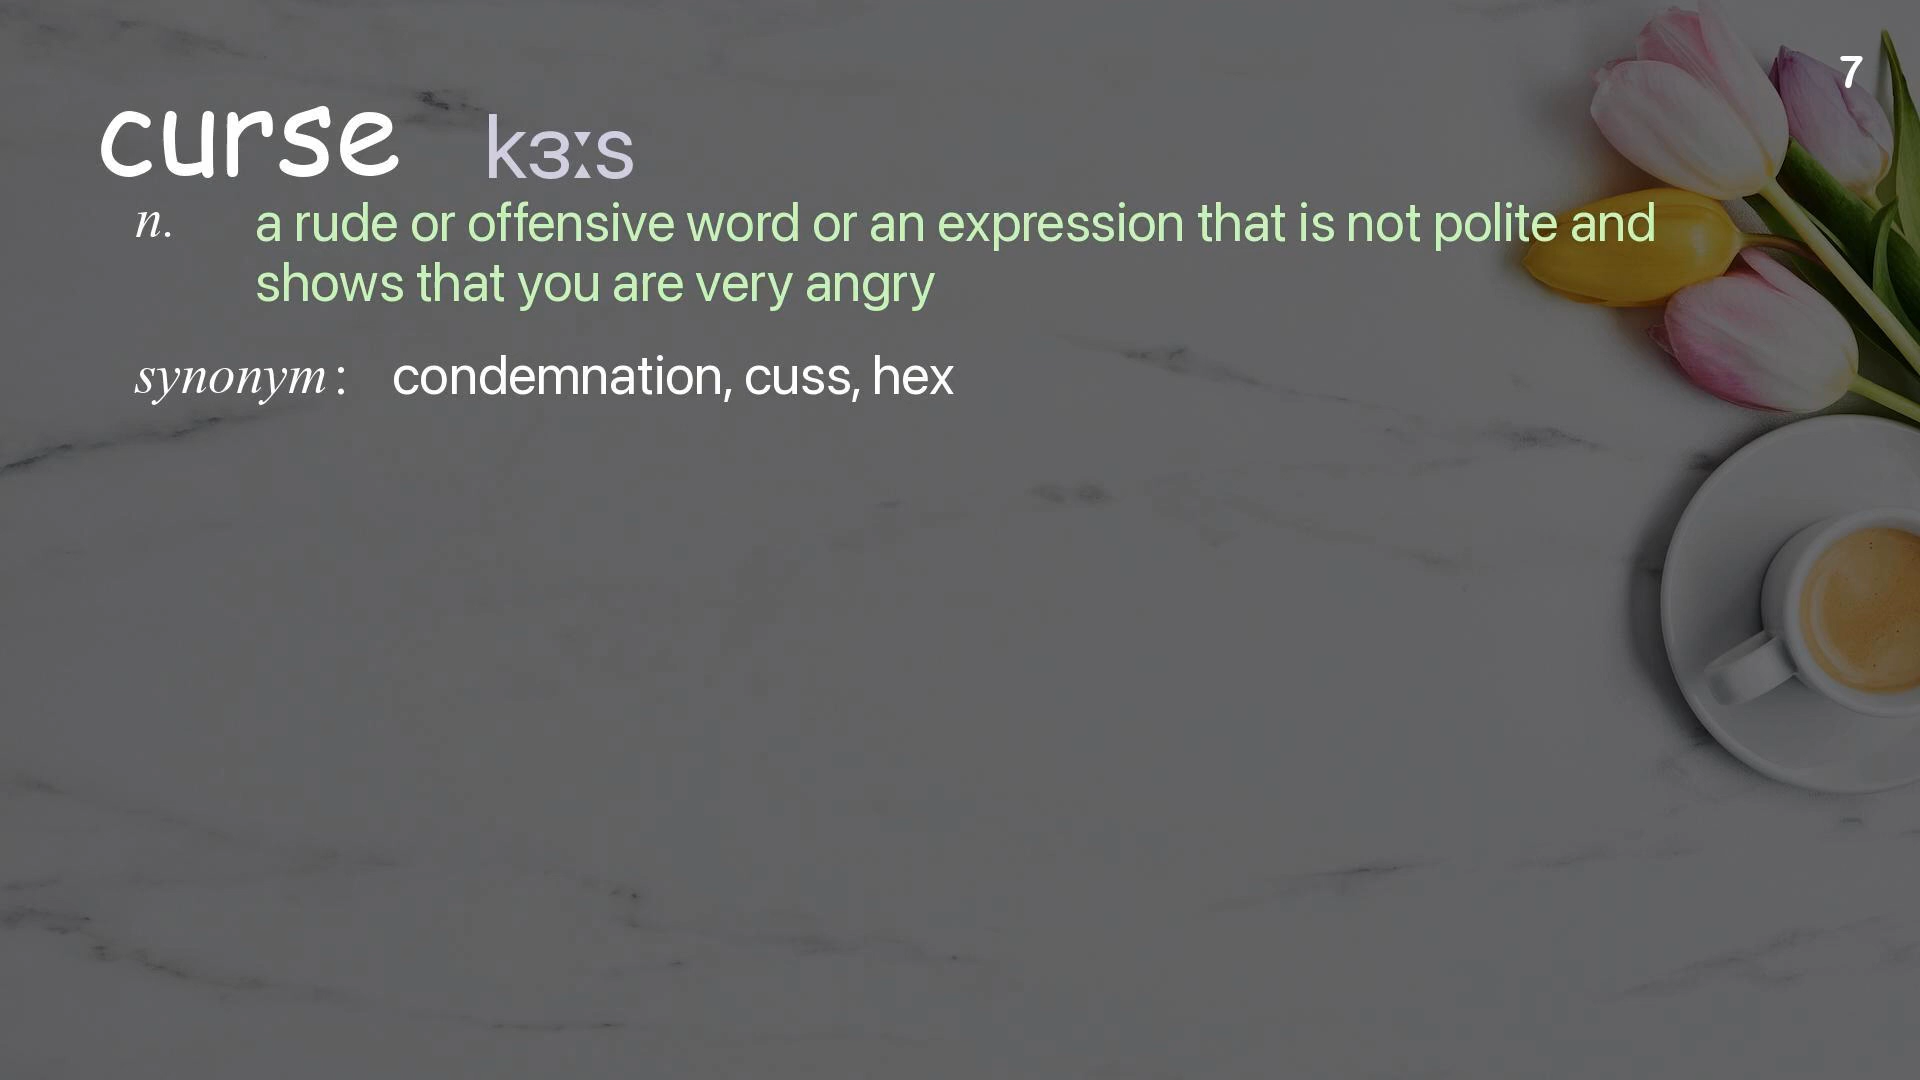 7
curse kɜːs
n. a rude or offensive word or an expression that is not polite and
shows that you are very angry
synonym: condemnation, cuss, hex